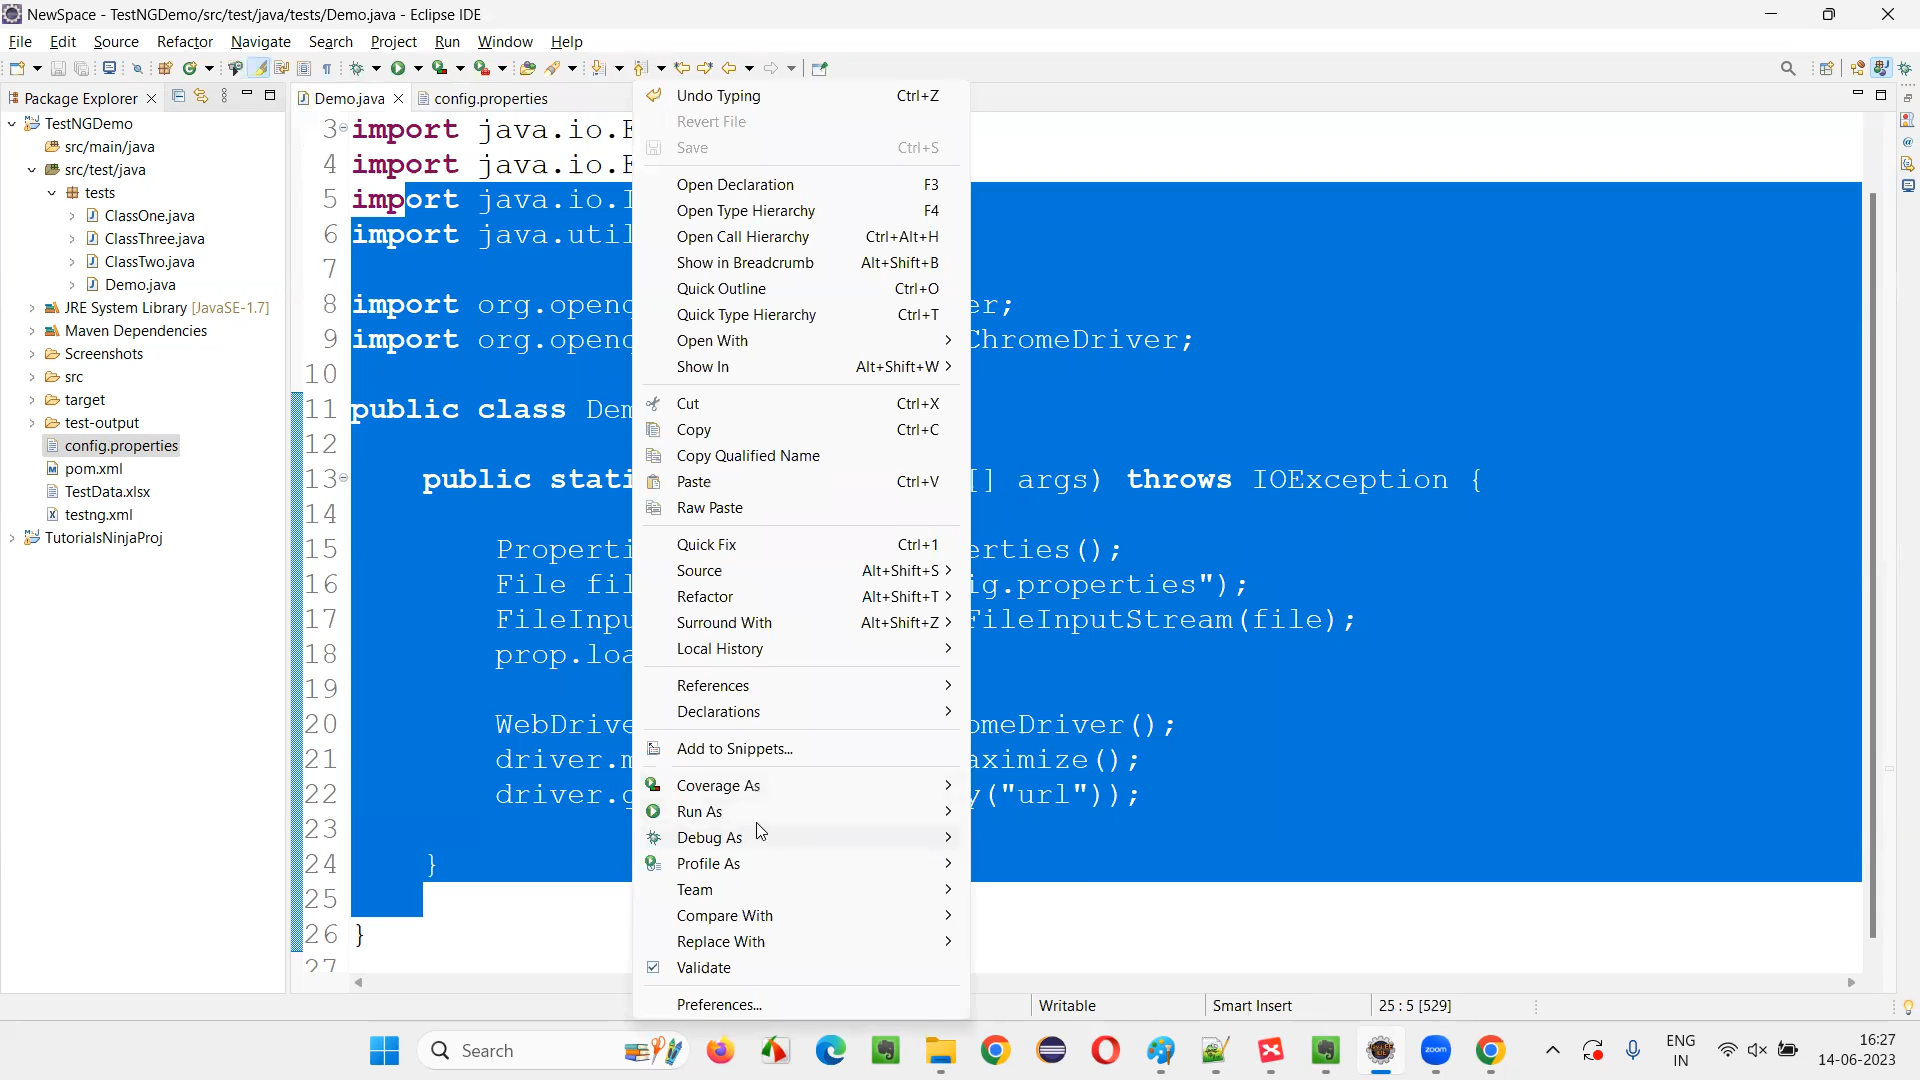 NewSpace - TestNGDemo/src/test/java/tests/Demo.java - Eclipse IDE
File Edit Source Refactor Navigate Search Project Run Window Help
Package Explorer
Demo.java
config.properties
TestNGDemo
src/main/java
src/test/java
tests
ClassOne.java
ClassThree.java
ClassTwo.java
Demo.java
JRE System Library [JavaSE-1.7]
Maven Dependencies
Screenshots
src
target
test-output
config.properties
pom.xml
TestData.xlsx
testng.xml
TutorialsNinjaProj
3 import java.io.F
4 import java.io.F
5 import java.io.I
6 import java.util
7
8 import org.openq er;
9 import org.openq ChromeDriver;
10
11 public class Dem
12
13 public stati [] args) throws IOException {
14
15 Properti erties();
16 File fil ig.properties");
17 FileInpu FileInputStream(file);
18 prop.loa
19
20 WebDrive omeDriver();
21 driver.m aximize();
22 driver.g y("url"));
23
24 }
25
26 }
27
Undo Typing Ctrl+Z
Revert File
Save Ctrl+S
Open Declaration F3
Open Type Hierarchy F4
Open Call Hierarchy Ctrl+Alt+H
Show in Breadcrumb Alt+Shift+B
Quick Outline Ctrl+O
Quick Type Hierarchy Ctrl+T
Open With
Show In Alt+Shift+W
Cut Ctrl+X
Copy Ctrl+C
Copy Qualified Name
Paste Ctrl+V
Raw Paste
Quick Fix Ctrl+1
Source Alt+Shift+S
Refactor Alt+Shift+T
Surround With Alt+Shift+Z
Local History
References
Declarations
Add to Snippets...
Coverage As
Run As
Debug As
Profile As
Team
Compare With
Replace With
Validate
Preferences...
Writable
Smart Insert
25 : 5 [529]
Search
zoom
ENG
IN
16:27
14-06-2023